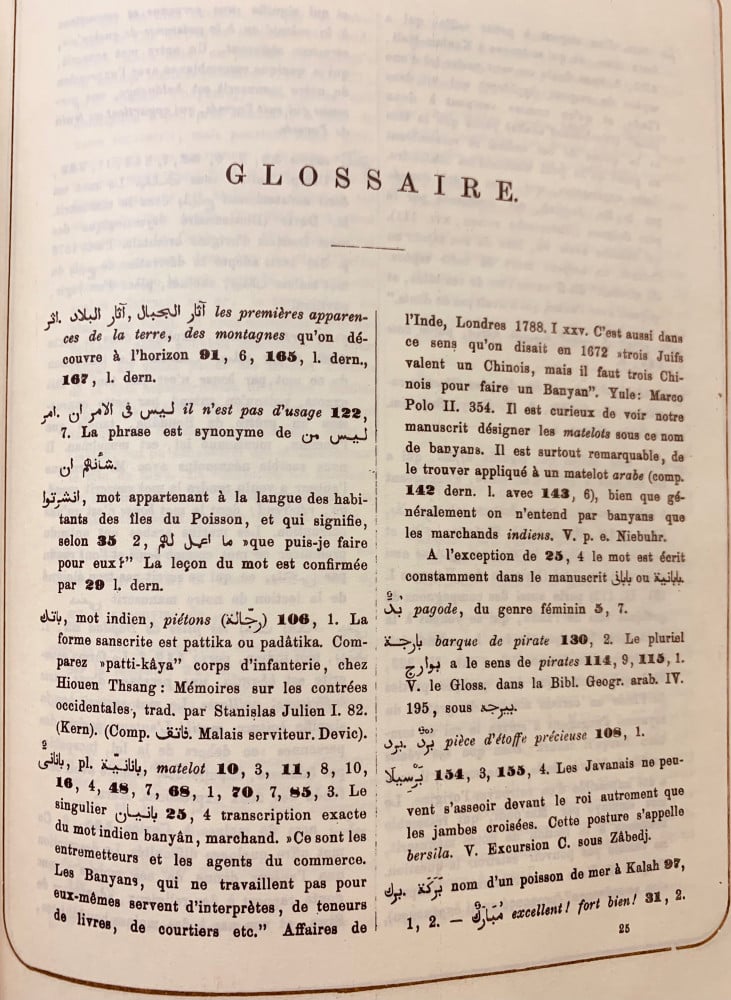 GLOSSAIRE.
اثر. آثار الجبال, آثار البلاد les premières apparen-
ces de la terre, des montagnes qu'on dé-
couvre à l'horizon 91, 6, 165, l. dern.,
167, l. dern.
امر. ليس فى الامر ان il n'est pas d'usage 122,
7. La phrase est synonyme de ليس من
شأنهم ان.
انشرتوا, mot appartenant à la langue des habi-
tants des îles du Poisson, et qui signifie,
selon 35 2, ما اعمل لهم »que puis-je faire
pour eux?" La leçon du mot est confirmée
par 29 l. dern.
باتك, mot indien, piétons (رجّالة) 106, 1. La
forme sanscrite est pattika ou padâtika. Com-
parez »patti-kâya" corps d'infanterie, chez
Hiouen Thsang: Mémoires sur les contrées
occidentales, trad. par Stanislas Julien I. 82.
(Kern). (Comp. فاتق. Malais serviteur. Devic).
بانانىّ, pl. بانانيّة, matelot 10, 3, 11, 8, 10,
16, 4, 48, 7, 68, 1, 70, 7, 85, 3. Le
singulier بانيان 25, 4 transcription exacte
du mot indien banyân, marchand. »Ce sont les
entremetteurs et les agents du commerce.
Les Banyans, qui ne travaillent pas pour
eux-mêmes servent d'interprètes, de teneurs
de livres, de courtiers etc." Affaires de
l'Inde, Londres 1788. I xxv. C'est aussi dans
ce sens qu'on disait en 1672 »trois Juifs
valent un Chinois, mais il faut trois Chi-
nois pour faire un Banyan". Yule: Marco
Polo II. 354. Il est curieux de voir notre
manuscrit désigner les matelots sous ce nom
de banyans. Il est surtout remarquable, de
le trouver appliqué à un matelot arabe (comp.
142 dern. l. avec 143, 6), bien que gé-
néralement on n'entend par banyans que
les marchands indiens. V. p. e. Niebuhr.
A l'exception de 25, 4 le mot est écrit
constamment dans le manuscrit بابانى ou بابانية.
بُدّ pagode, du genre féminin 5, 7.
بارجة barque de pirate 130, 2. Le pluriel
بوارج a le sens de pirates 114, 9, 115, 1.
V. le Gloss. dans la Bibl. Geogr. arab. IV.
195, sous بيرجه.
برد. بُرْدٌ pièce d'étoffe précieuse 108, 1.
بَرْسِيلَا 154, 3, 155, 4. Les Javanais ne peu-
vent s'asseoir devant le roi autrement que
les jambes croisées. Cette posture s'appelle
bersila. V. Excursion C. sous Zâbedj.
برك. بَرَكَة nom d'un poisson de mer à Kalah 97,
1, 2. — مُبَارَك excellent! fort bien! 31, 2.
25